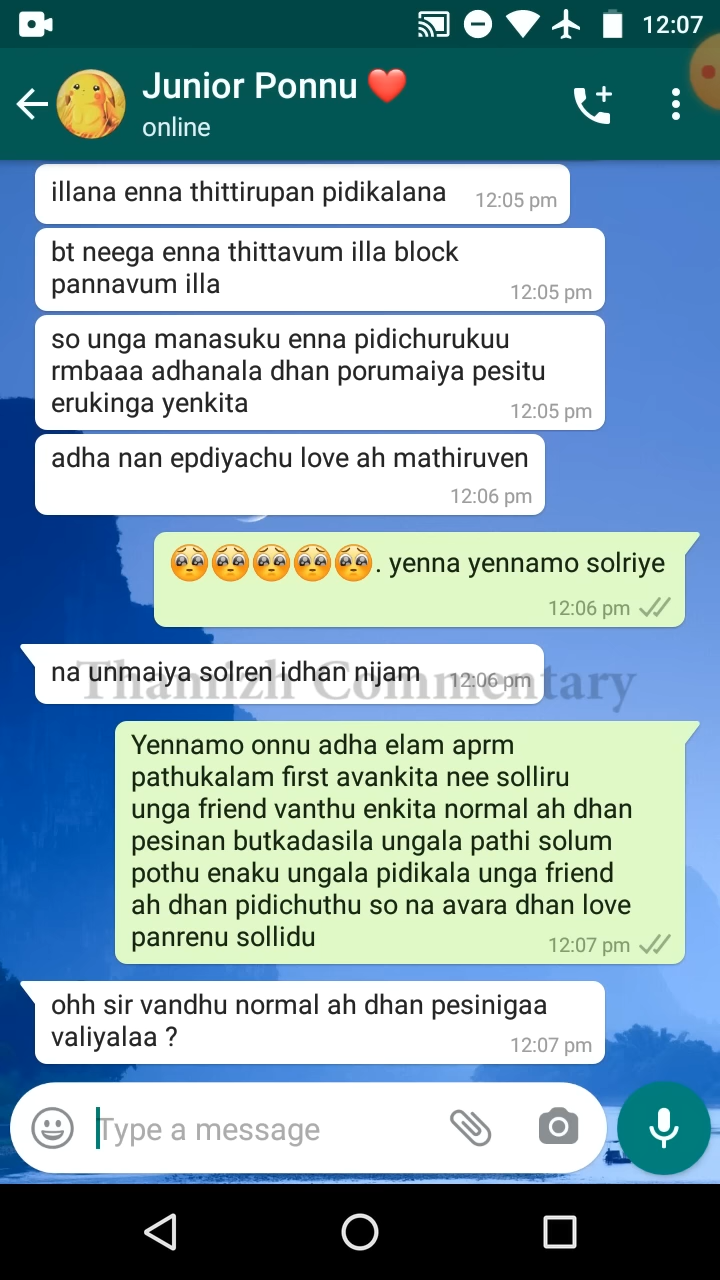 12:07
Junior Ponnu ❤️
online
illana enna thittirupan pidikalana
12:05 pm
bt neega enna thittavum illa block
pannavum illa
12:05 pm
so unga manasuku enna pidichurukuu
rmbaaa adhanala dhan porumaiya pesitu
erukinga yenkita
12:05 pm
adha nan epdiyachu love ah mathiruven
12:06 pm
🥺🥺🥺🥺🥺. yenna yennamo solriye
12:06 pm
na unmaiya solren idhan nijam
12:06 pm
Thamizh Commentary
Yennamo onnu adha elam aprm
pathukalam first avankita nee solliru
unga friend vanthu enkita normal ah dhan
pesinan butkadasila ungala pathi solum
pothu enaku ungala pidikala unga friend
ah dhan pidichuthu so na avara dhan love
panrenu sollidu
12:07 pm
ohh sir vandhu normal ah dhan pesinigaa
valiyalaa ?
12:07 pm
Type a message